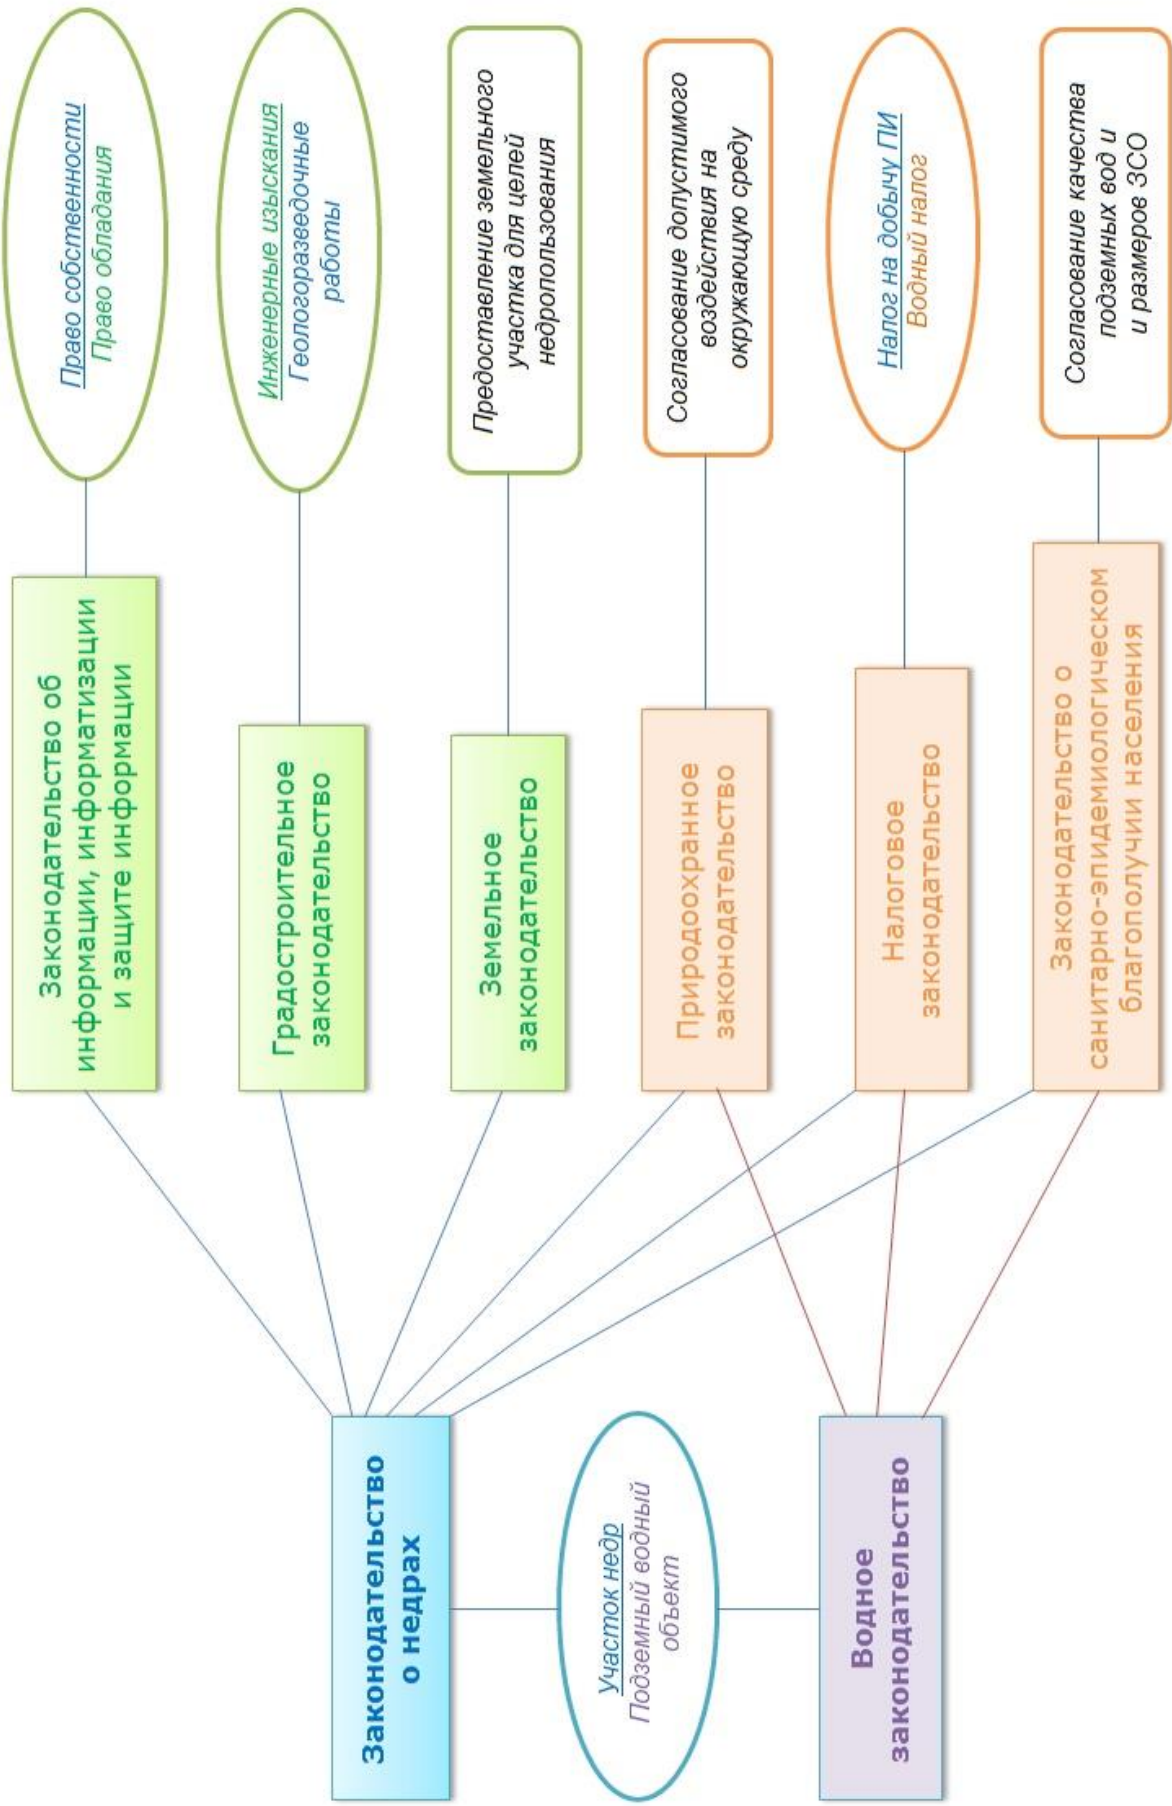 Законодательство
о недрах
Участок недр
Подземный водный
объект
Водное
законодательство
Законодательство об
информации, информатизации
и защите информации
Градостроительное
законодательство
Земельное
законодательство
Природоохранное
законодательство
Налоговое
законодательство
Законодательство о
санитарно-эпидемиологическом
благополучии населения
Право собственности
Право обладания
Инженерные изыскания
Геологоразведочные
работы
Предоставление земельного
участка для целей
недропользования
Согласование допустимого
воздействия на
окружающую среду
Налог на добычу ПИ
Водный налог
Согласование качества
подземных вод и
и размеров ЗСО